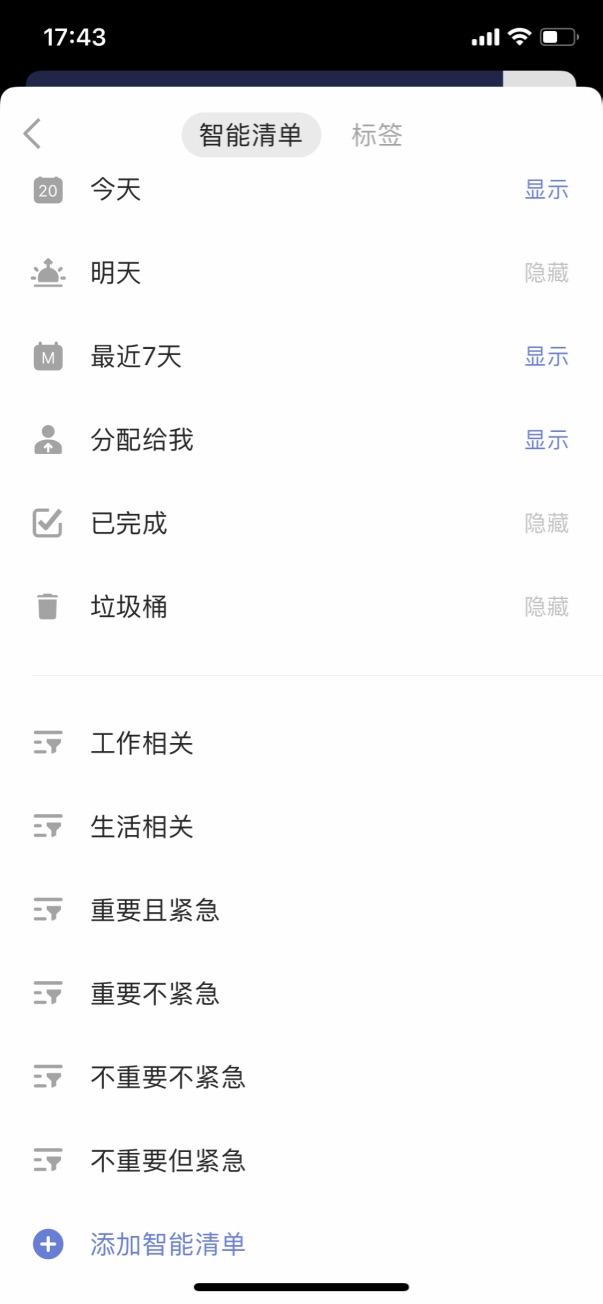 17:43
智能清单 标签
20 今天 显示
明天 隐藏
M 最近7天 显示
分配给我 显示
已完成 隐藏
垃圾桶 隐藏
工作相关
生活相关
重要且紧急
重要不紧急
不重要不紧急
不重要但紧急
添加智能清单